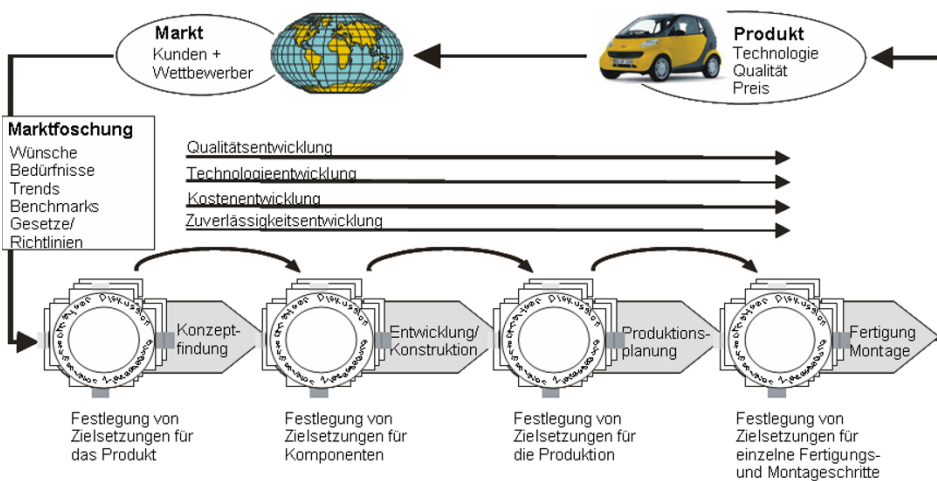 Markt
Kunden +
Wettbewerber
Produkt
Technologie
Qualität
Preis
Marktfoschung
Wünsche
Bedürfnisse
Trends
Benchmarks
Gesetze/
Richtlinien
Qualitätsentwicklung
Technologieentwicklung
Kostenentwicklung
Zuverlässigkeitsentwicklung
Konzept-
findung
Entwicklung/
Konstruktion
Produktions-
planung
Fertigung
Montage
Festlegung von
Zielsetzungen für
das Produkt
Festlegung von
Zielsetzungen für
Komponenten
Festlegung von
Zielsetzungen für
die Produktion
Festlegung von
Zielsetzungen für
einzelne Fertigungs-
und Montageschritte